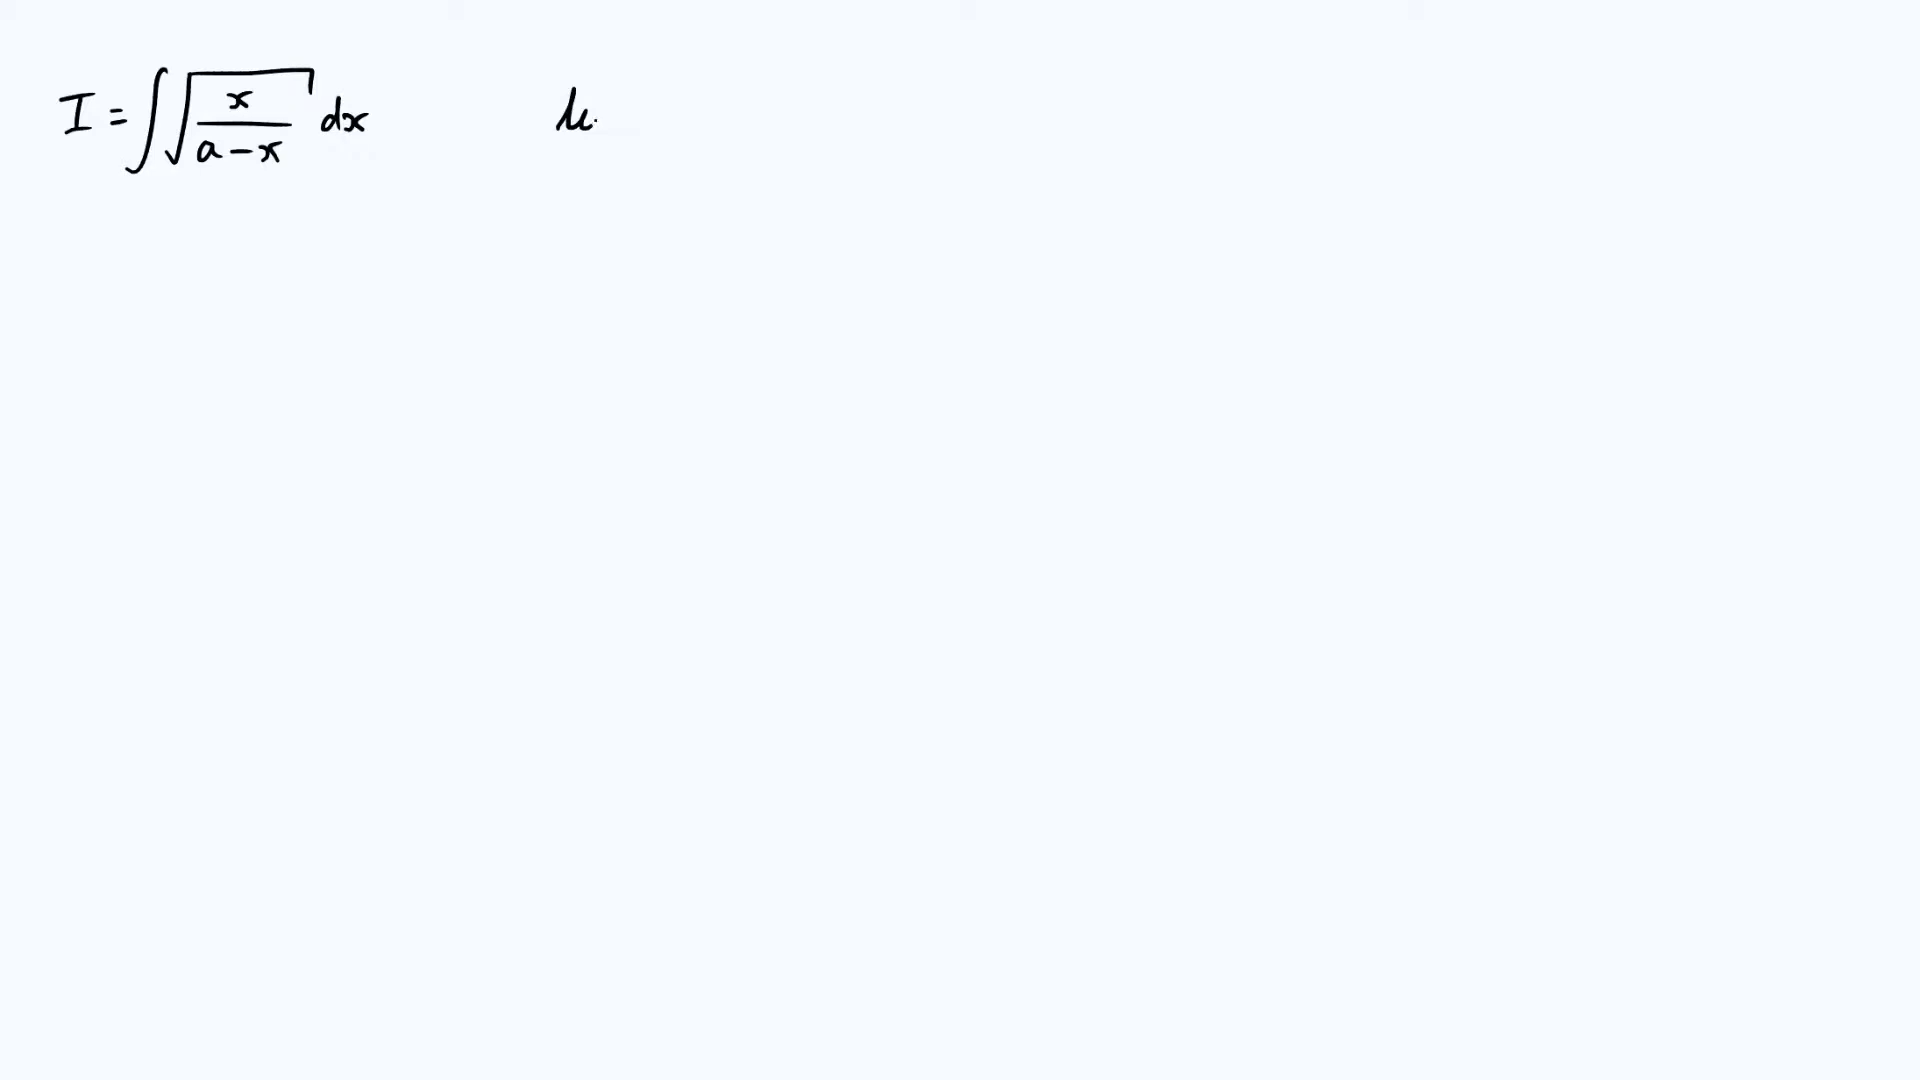 I = ∫ √(x/(a-x)) dx u